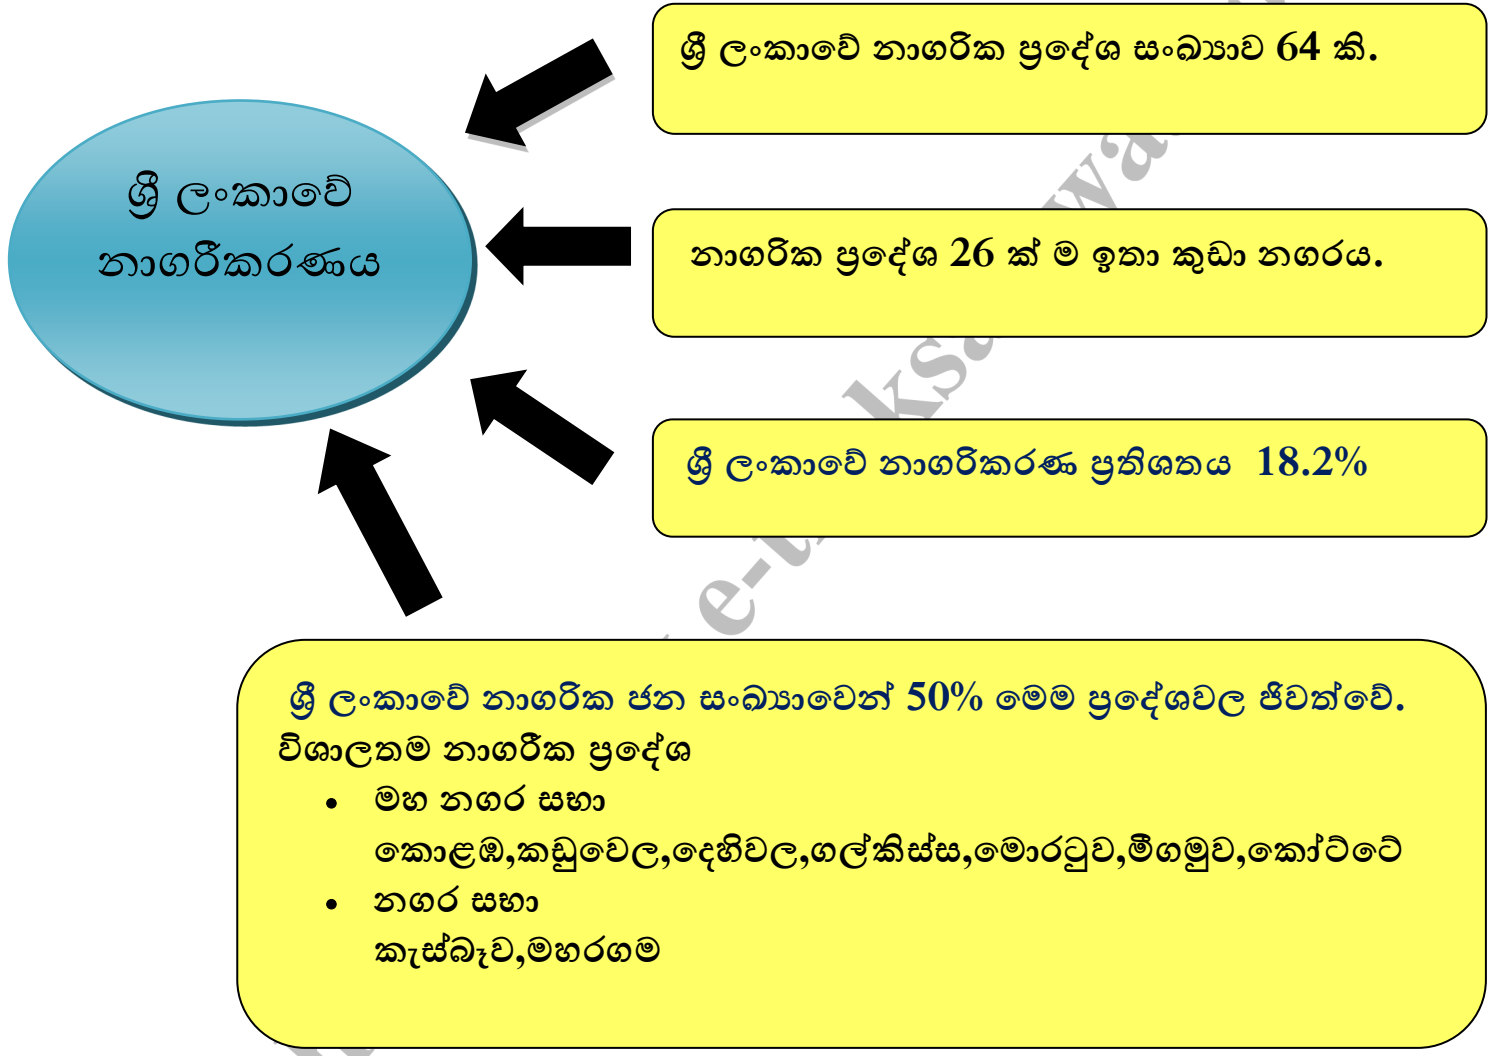 ශ්‍රී ලංකාවේ
නාගරීකරණය
ශ්‍රී ලංකාවේ නාගරික ප්‍රදේශ සංඛ්‍යාව 64 කි.
නාගරික ප්‍රදේශ 26 ක් ම ඉතා කුඩා නගරය.
ශ්‍රී ලංකාවේ නාගරිකරණ ප්‍රතිශතය 18.2%
ශ්‍රී ලංකාවේ නාගරික ජන සංඛ්‍යාවෙන් 50% මෙම ප්‍රදේශවල ජිවත්වේ.
විශාලතම නාගරීක ප්‍රදේශ
• මහ නගර සභා
කොළඹ,කඩුවෙල,දෙහිවල,ගල්කිස්ස,මොරටුව,මීගමුව,කෝට්ටේ
• නගර සභා
කැස්බෑව,මහරගම